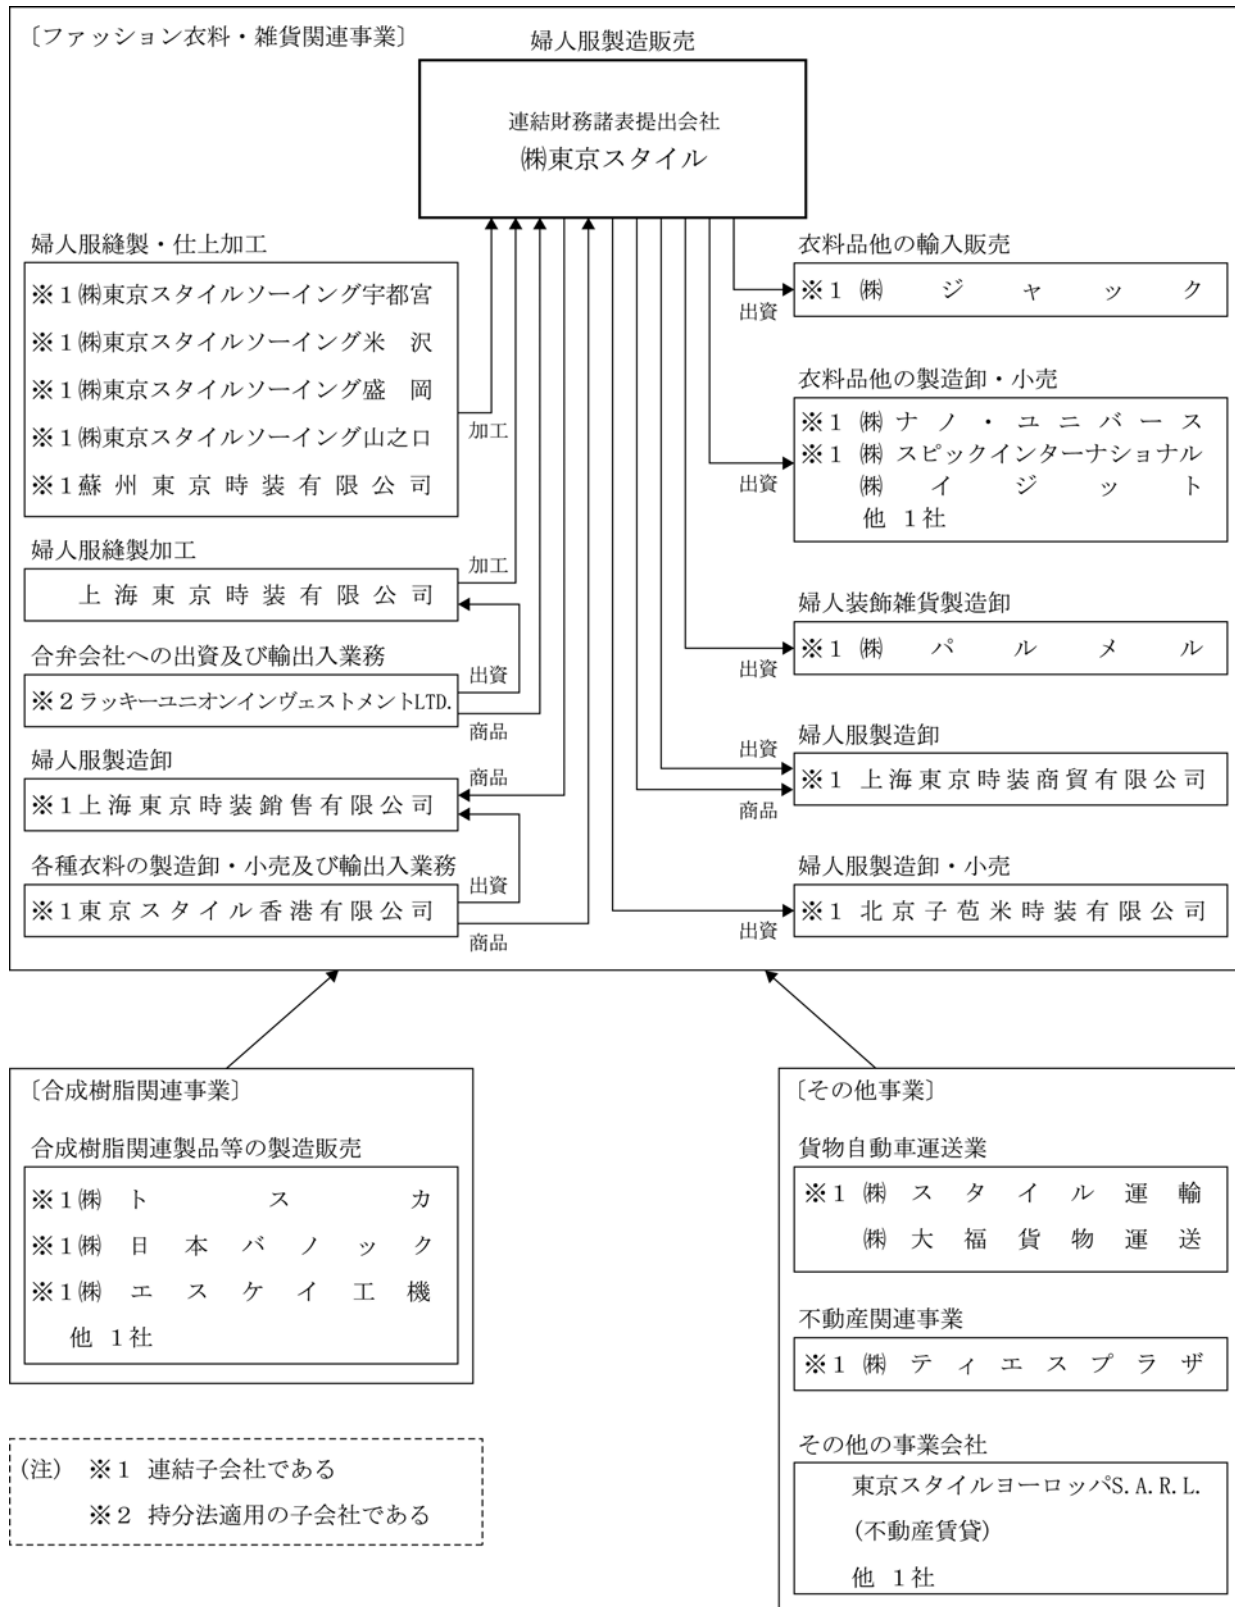 〔ファッション衣料・雑貨関連事業〕
婦人服製造販売
連結財務諸表提出会社
㈱東京スタイル
婦人服縫製・仕上加工
※1㈱東京スタイルソーイング宇都宮
※1㈱東京スタイルソーイング米沢
※1㈱東京スタイルソーイング盛岡
※1㈱東京スタイルソーイング山之口
※1蘇州東京時装有限公司
加工
婦人服縫製加工
上海東京時装有限公司
加工
合弁会社への出資及び輸出入業務
※2ラッキーユニオンインヴェストメントLTD.
出資
商品
婦人服製造卸
※1上海東京時装銷售有限公司
商品
各種衣料の製造卸・小売及び輸出入業務
※1東京スタイル香港有限公司
出資
商品
衣料品他の輸入販売
※1 ㈱ジャック
出資
衣料品他の製造卸・小売
※1 ㈱ナノ・ユニバース
※1 ㈱スピックインターナショナル
㈱イジット
他 1社
出資
婦人装飾雑貨製造卸
※1 ㈱パルメル
出資
婦人服製造卸
※1 上海東京時装商貿有限公司
出資
商品
婦人服製造卸・小売
※1 北京子苞米時装有限公司
出資
〔合成樹脂関連事業〕
合成樹脂関連製品等の製造販売
※1㈱トスカ
※1㈱日本バノック
※1㈱エスケイ工機
他 1社
〔その他事業〕
貨物自動車運送業
※1 ㈱スタイル運輸
㈱大福貨物運送
不動産関連事業
※1 ㈱ティエスプラザ
その他の事業会社
東京スタイルヨーロッパS.A.R.L.
(不動産賃貸)
他 1社
(注) ※1 連結子会社である
※2 持分法適用の子会社である